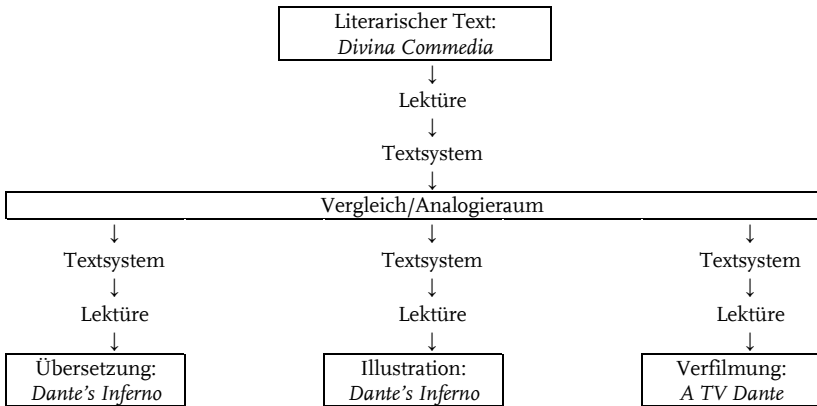 Literarischer Text:
Divina Commedia
↓
Lektüre
↓
Textsystem
↓
Vergleich/Analogieraum
↓ ↓ ↓
Textsystem Textsystem Textsystem
↓ ↓ ↓
Lektüre Lektüre Lektüre
↓ ↓ ↓
Übersetzung: Illustration: Verfilmung:
Dante's Inferno Dante's Inferno A TV Dante